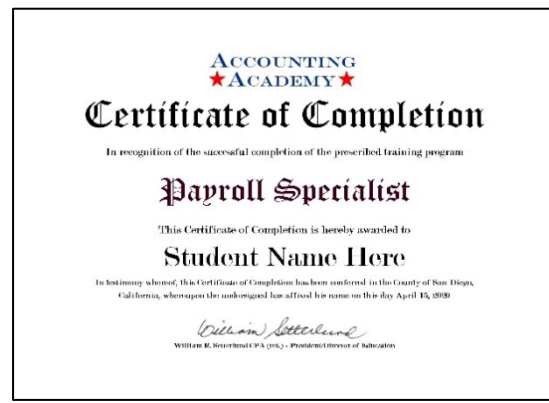 ACCOUNTING
★ACADEMY★
Certificate of Completion
In recognition of the successful completion of the prescribed training program
Payroll Specialist
This Certificate of Completion is hereby awarded to
Student Name Here
In testimony whereof, this Certificate of Completion has been conferred in the County of San Diego,
California, whereupon the undersigned has affixed his name on this day April 15, 2020
William Setterlund
William R. Setterlund CPA (ret.) - President/Director of Education